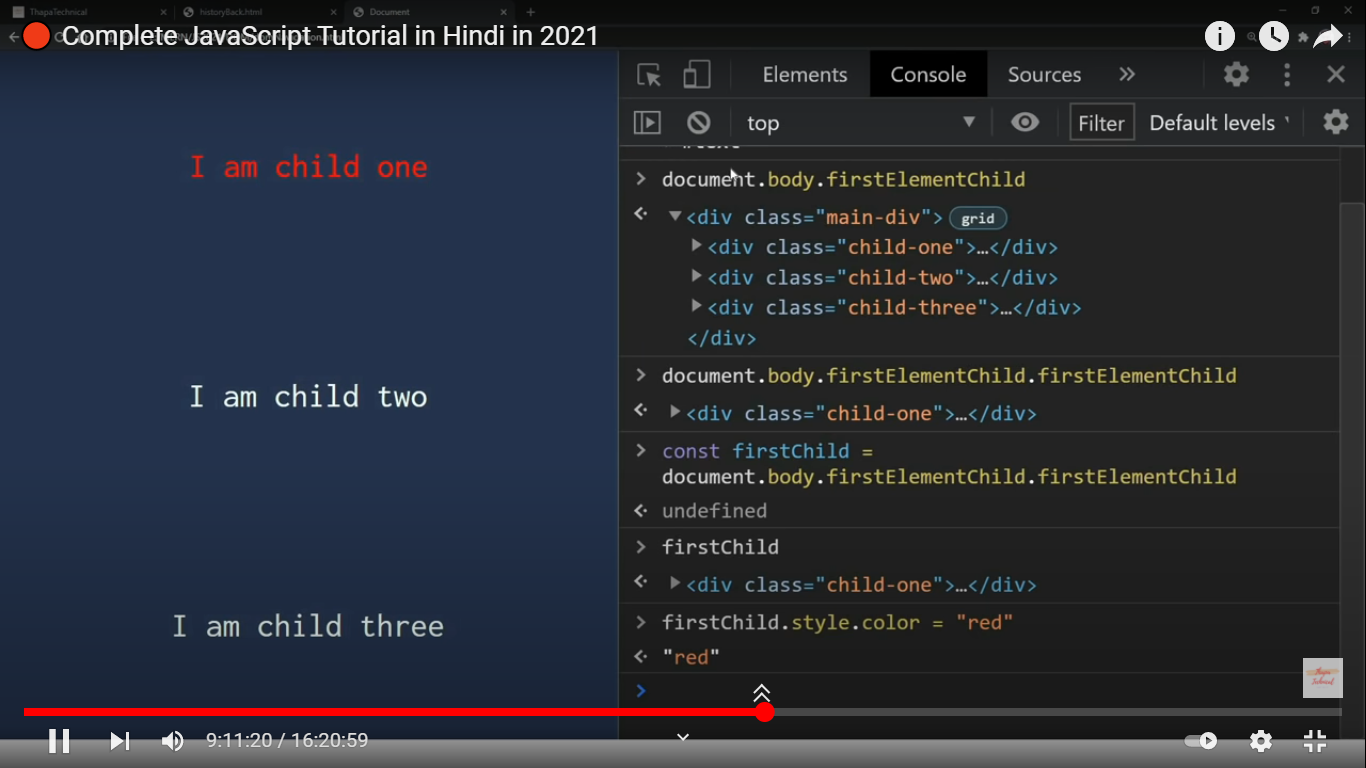 ThapaTechnical
historyBack.html
Document
Complete JavaScript Tutorial in Hindi in 2021
Elements
Console
Sources
top
Filter
Default levels
#text
document.body.firstElementChild
<div class="main-div"> grid
<div class="child-one">…</div>
<div class="child-two">…</div>
<div class="child-three">…</div>
</div>
document.body.firstElementChild.firstElementChild
<div class="child-one">…</div>
const firstChild =
document.body.firstElementChild.firstElementChild
undefined
firstChild
<div class="child-one">…</div>
firstChild.style.color = "red"
"red"
I am child one
I am child two
I am child three
Thapa
Technical
9:11:20 / 16:20:59